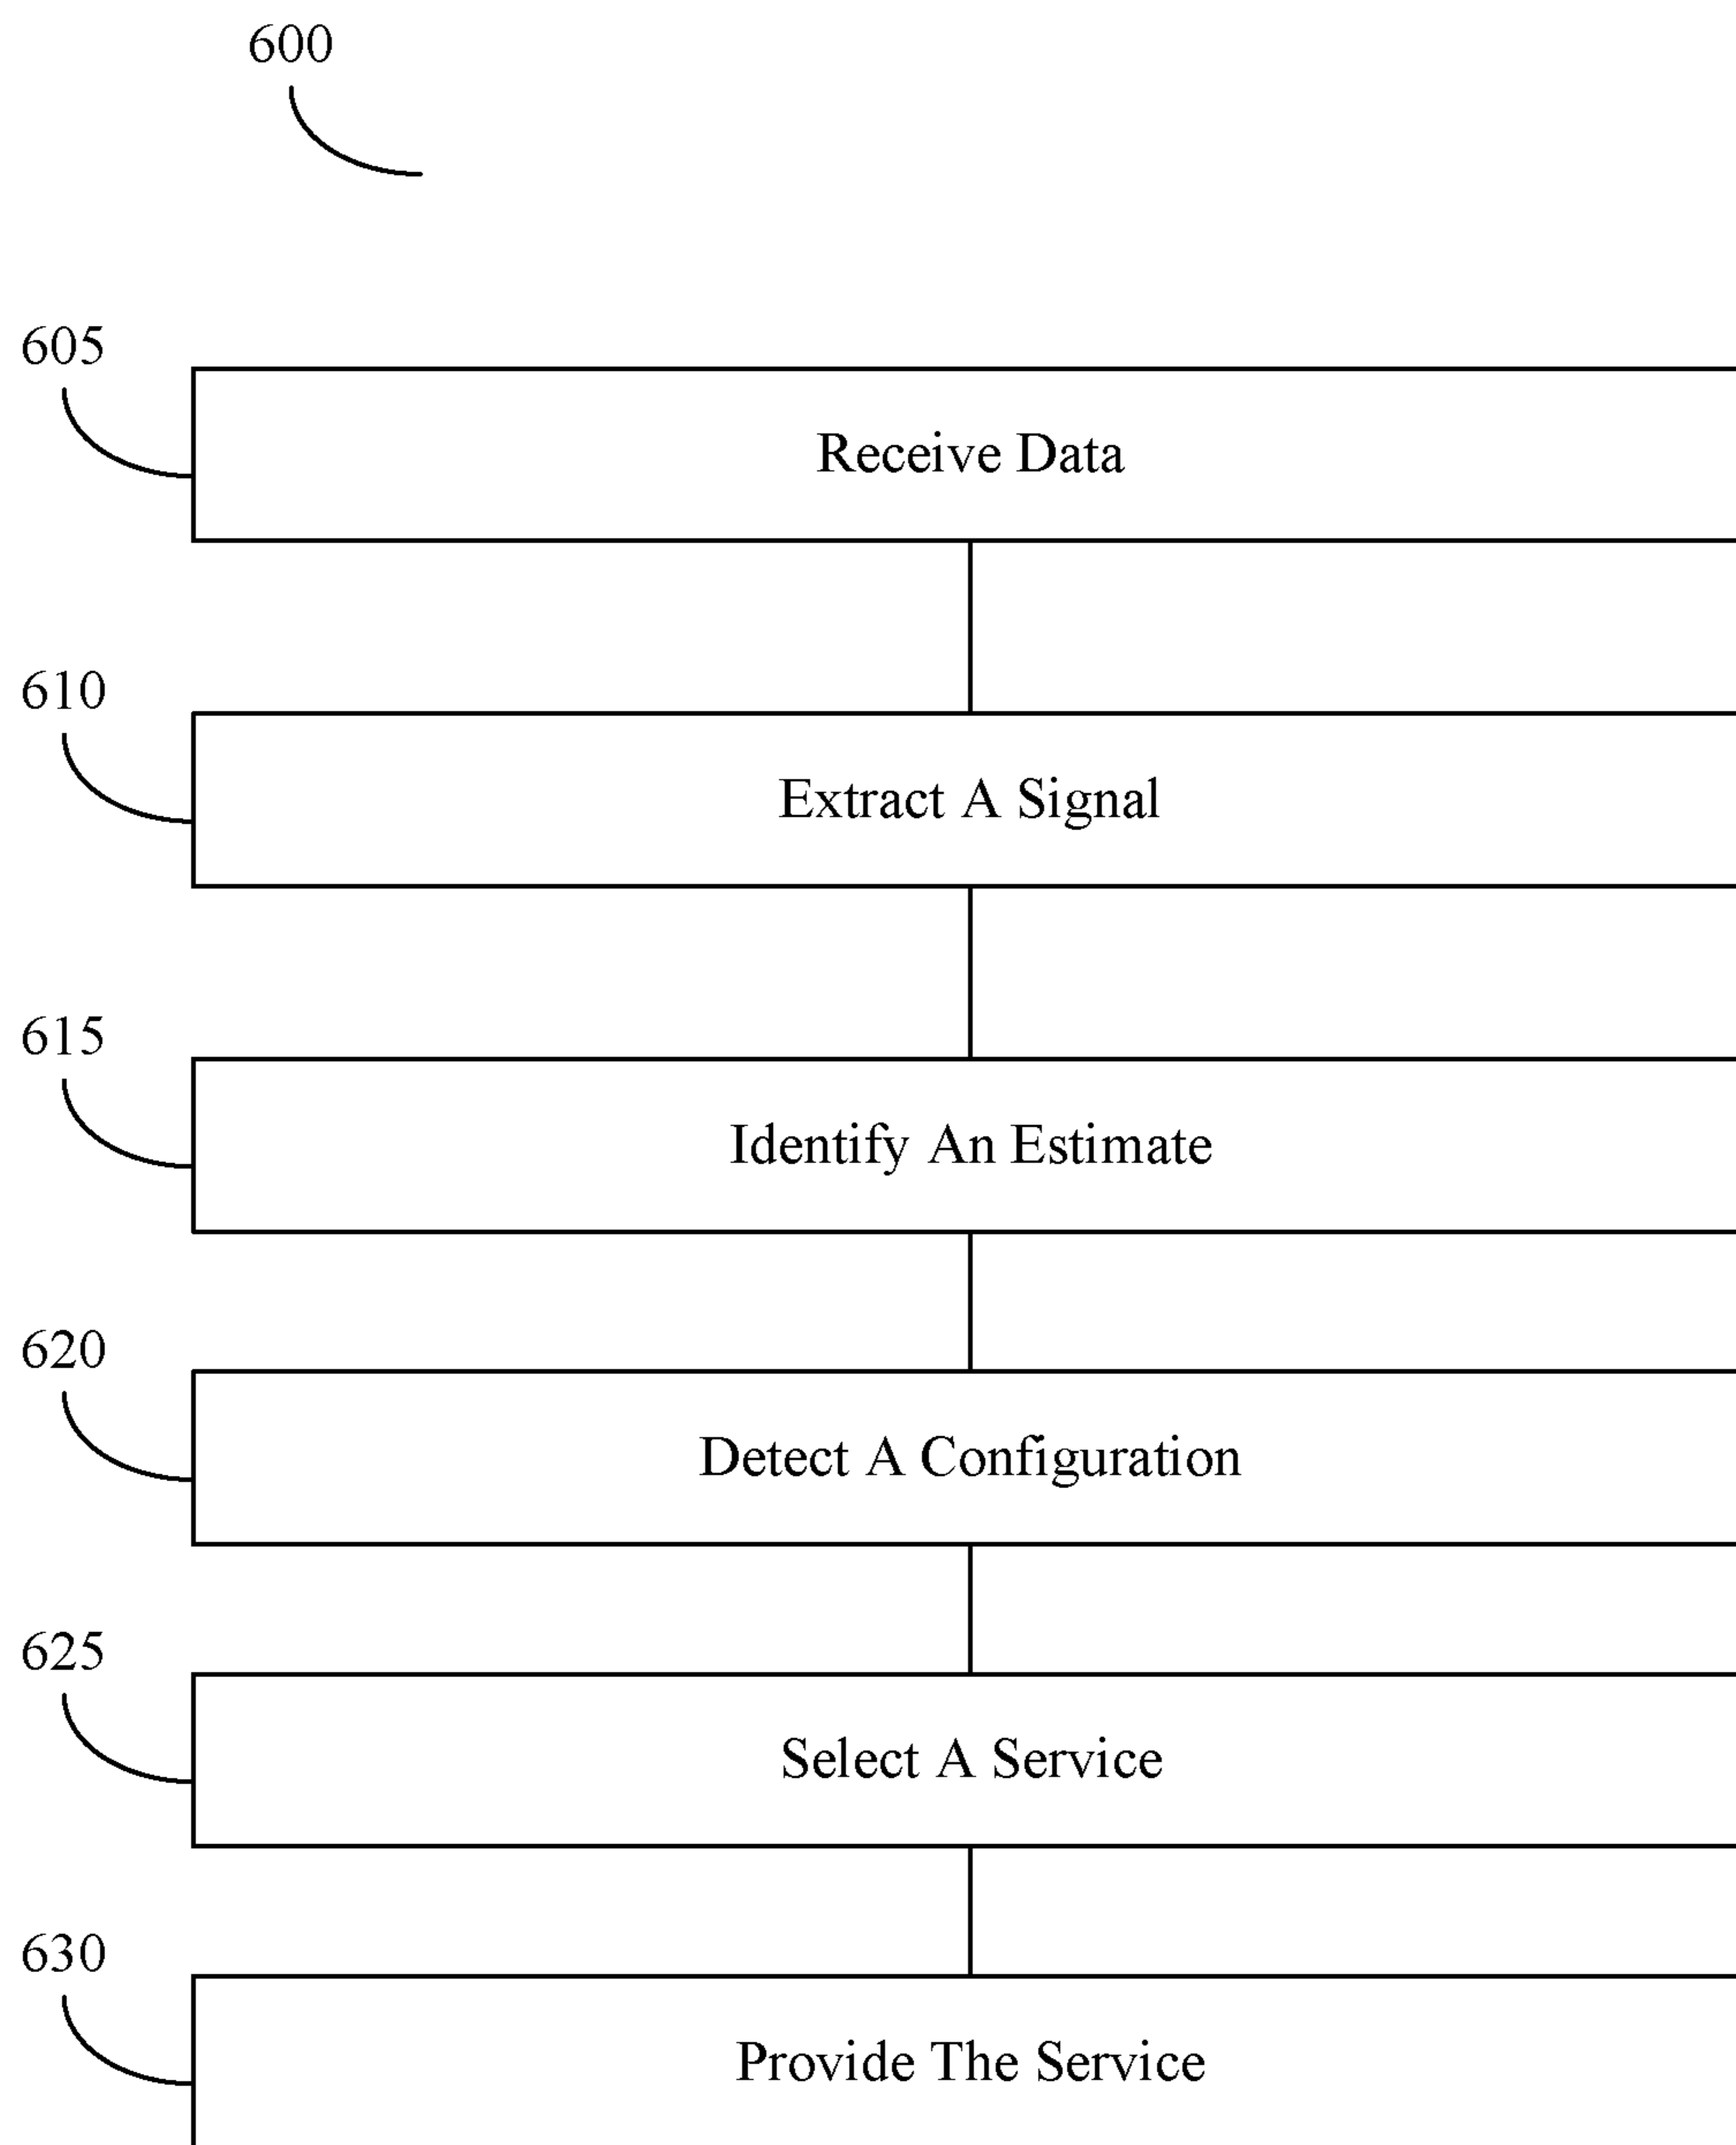 600
605
Receive Data
610
Extract A Signal
615
Identify An Estimate
620
Detect A Configuration
625
Select A Service
630
Provide The Service